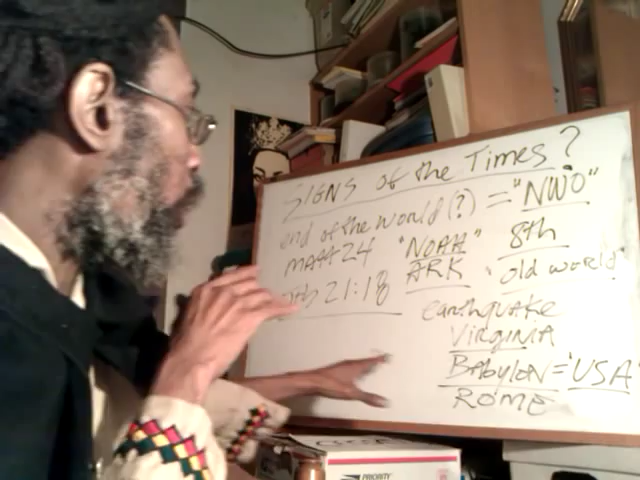 SIGNS of the Times?
end of the World (?) = "NWO"
MATT 24 "NOAH" 8th
21:18 ARK "old world"
earthquake
VIRGINIA
BAbyloN = "USA"
ROME
PRIORITY